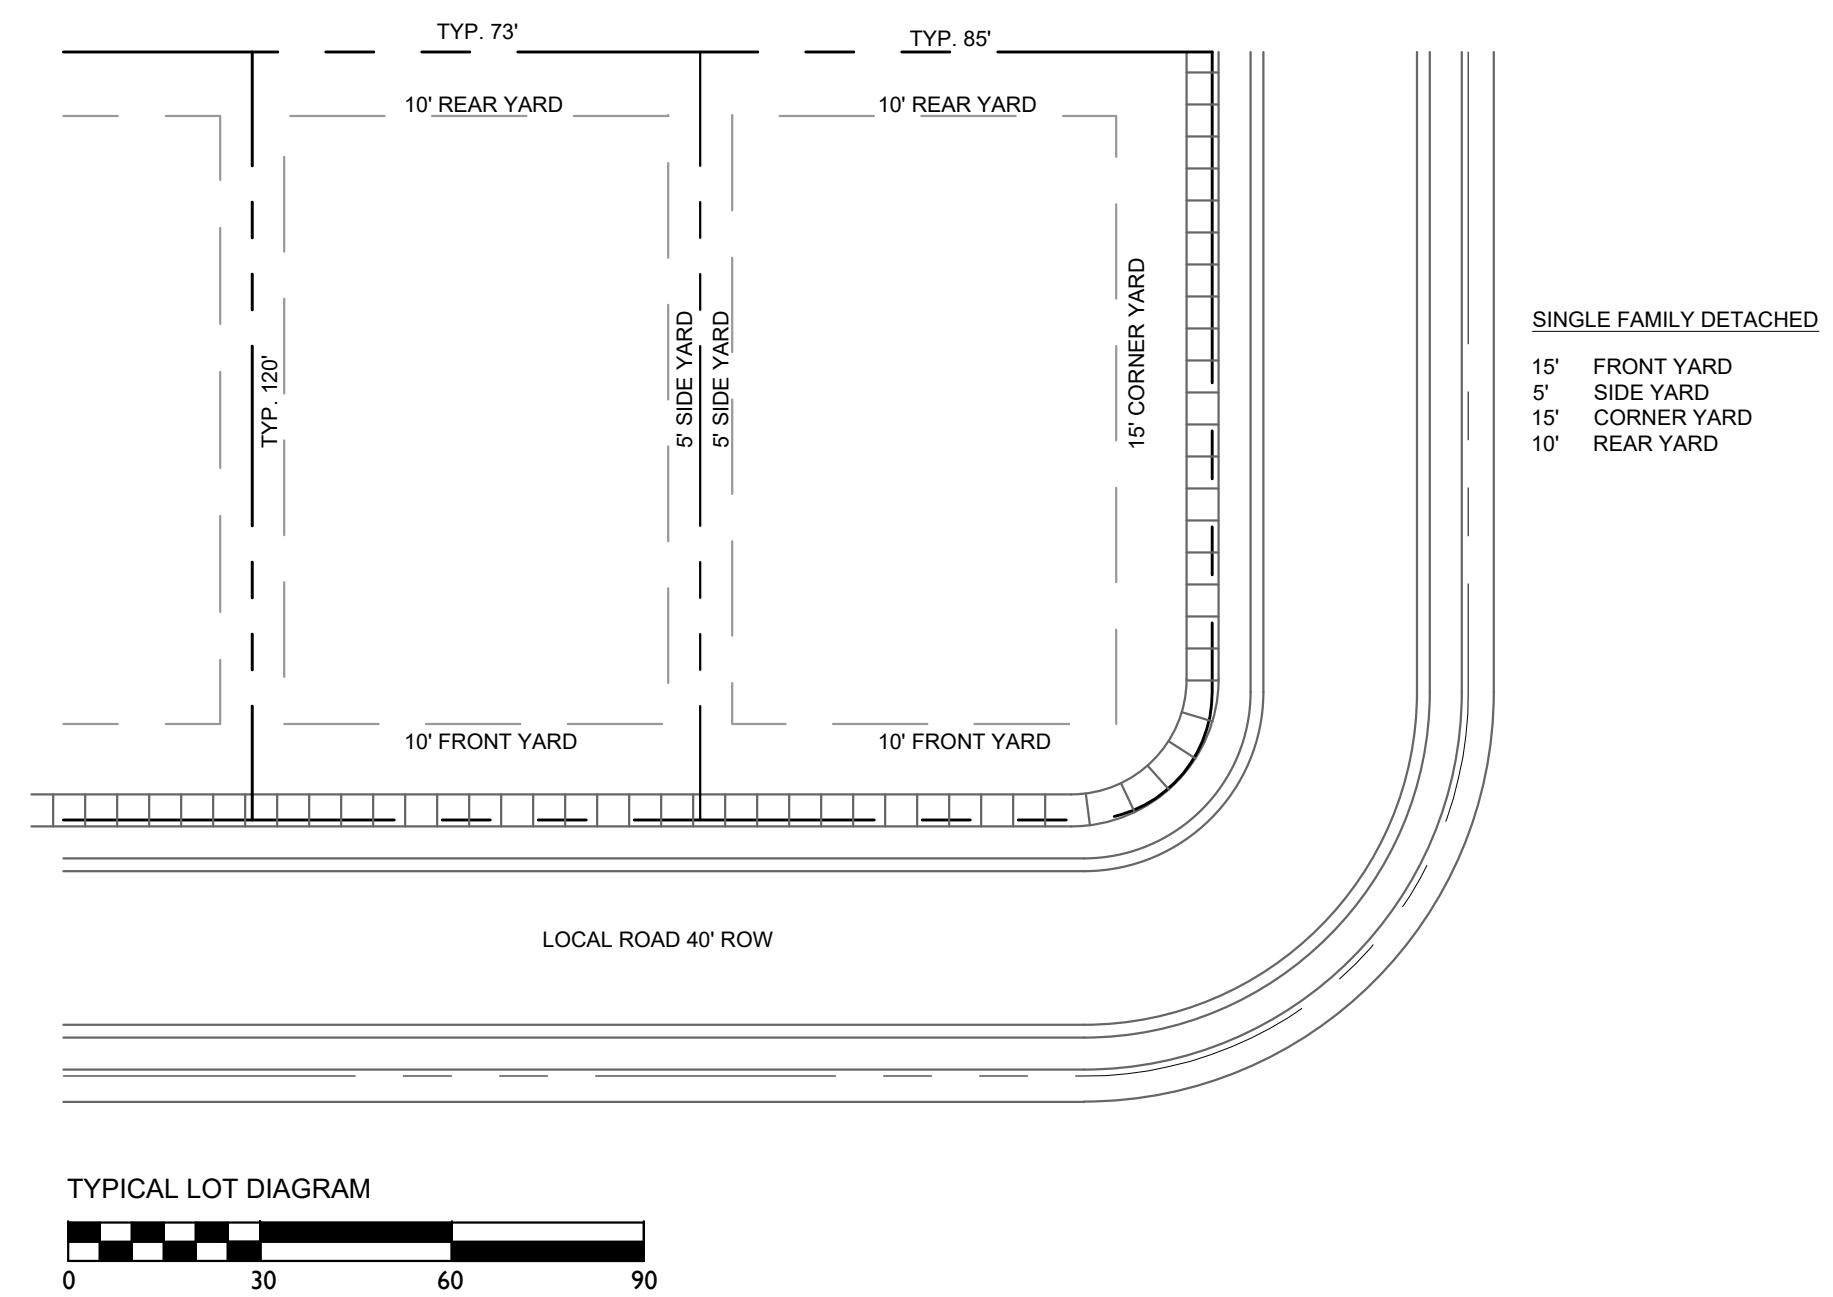 TYP. 73'
TYP. 85'
10' REAR YARD
10' REAR YARD
TYP. 120'
5' SIDE YARD
5' SIDE YARD
15' CORNER YARD
SINGLE FAMILY DETACHED
15' FRONT YARD
5' SIDE YARD
15' CORNER YARD
10' REAR YARD
10' FRONT YARD
10' FRONT YARD
LOCAL ROAD 40' ROW
TYPICAL LOT DIAGRAM
0 30 60 90